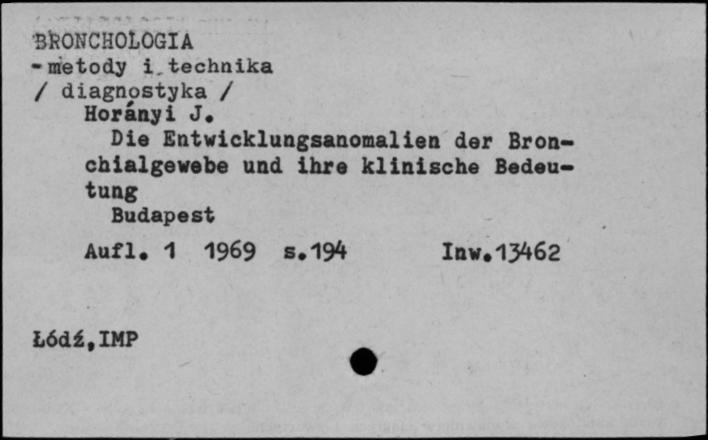 BRONCHOLOGIA
-metody i technika
/ diagnostyka /
Horányi J.
Die Entwicklungsanomalien der Bron-
chialgewebe und ihre klinische Bedeu-
tung
Budapest
Aufl. 1 1969 s.194 Inw.13462
Łódź,IMP